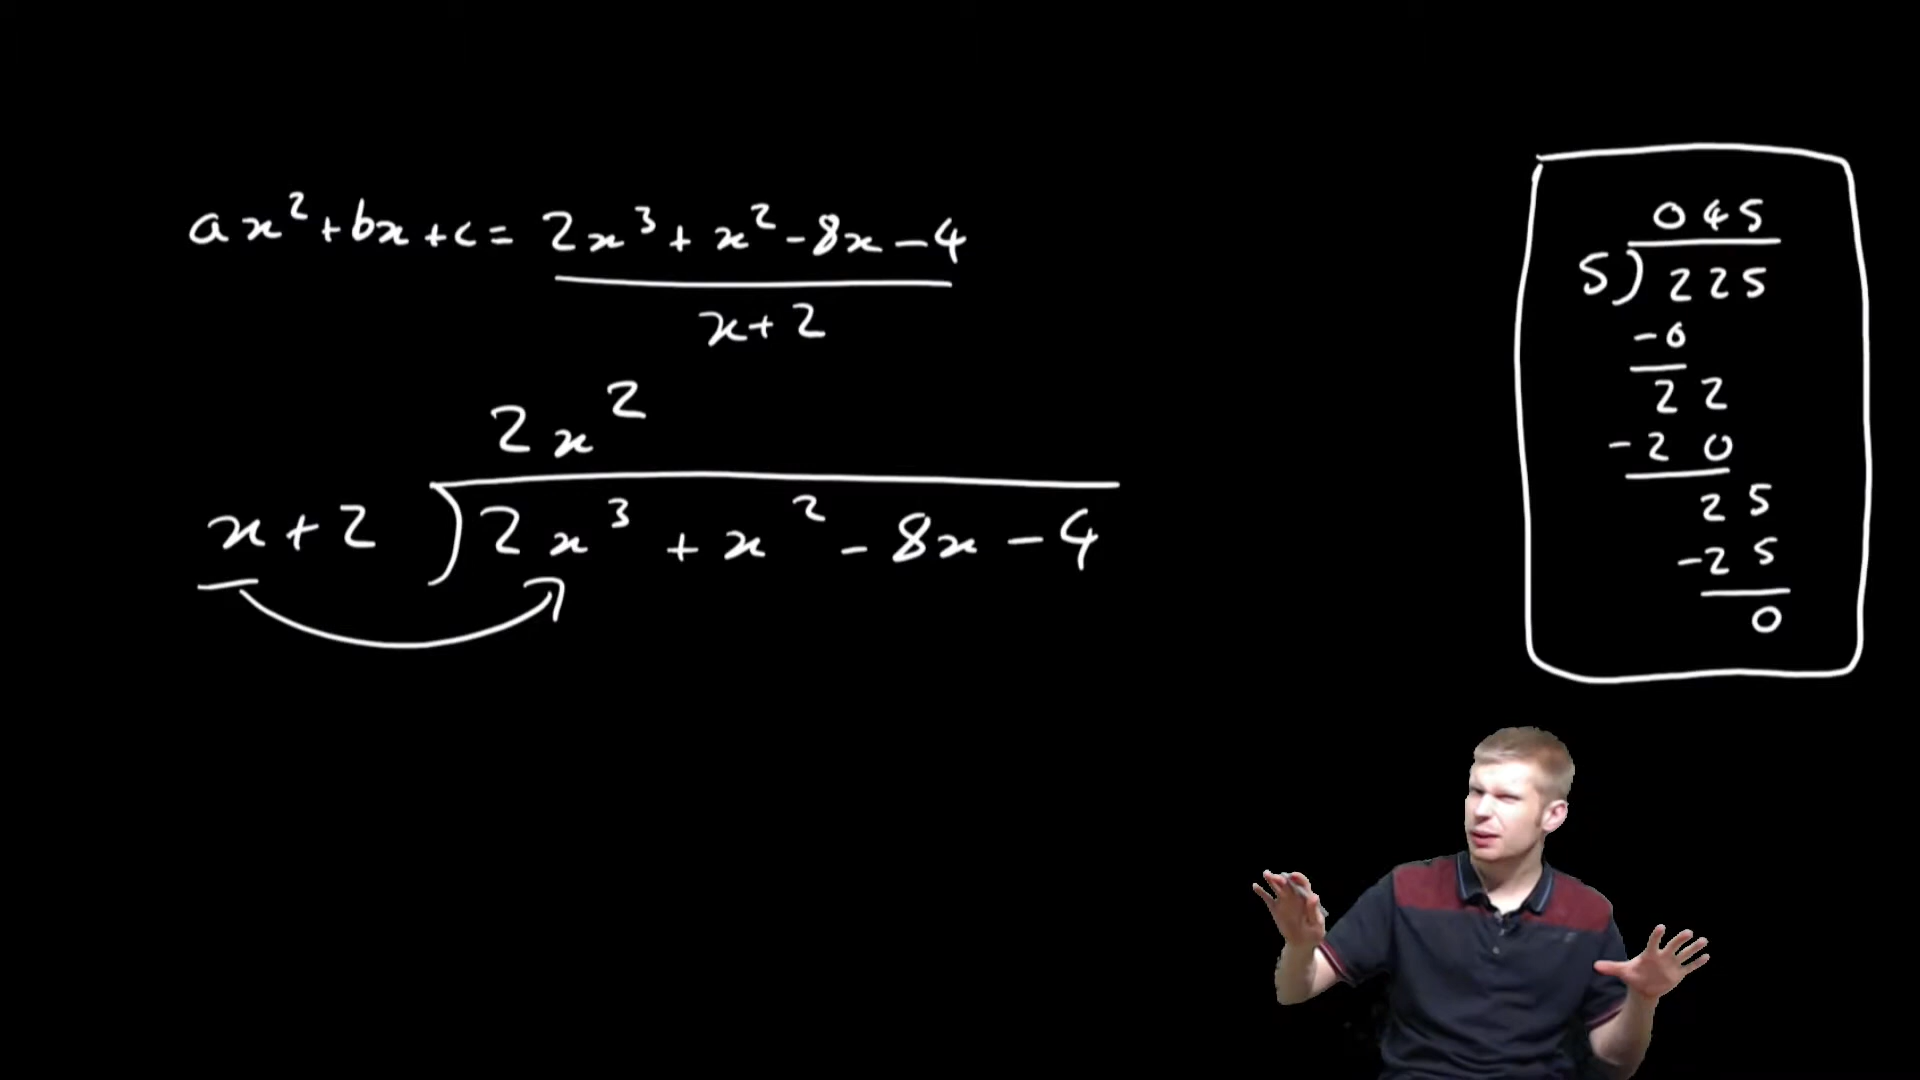 ax²+bx+c= 2x³+x²-8x-4
x+2
2x²
x+2 ) 2x³+x²-8x-4
045
5)225
-0
22
-20
25
-25
0